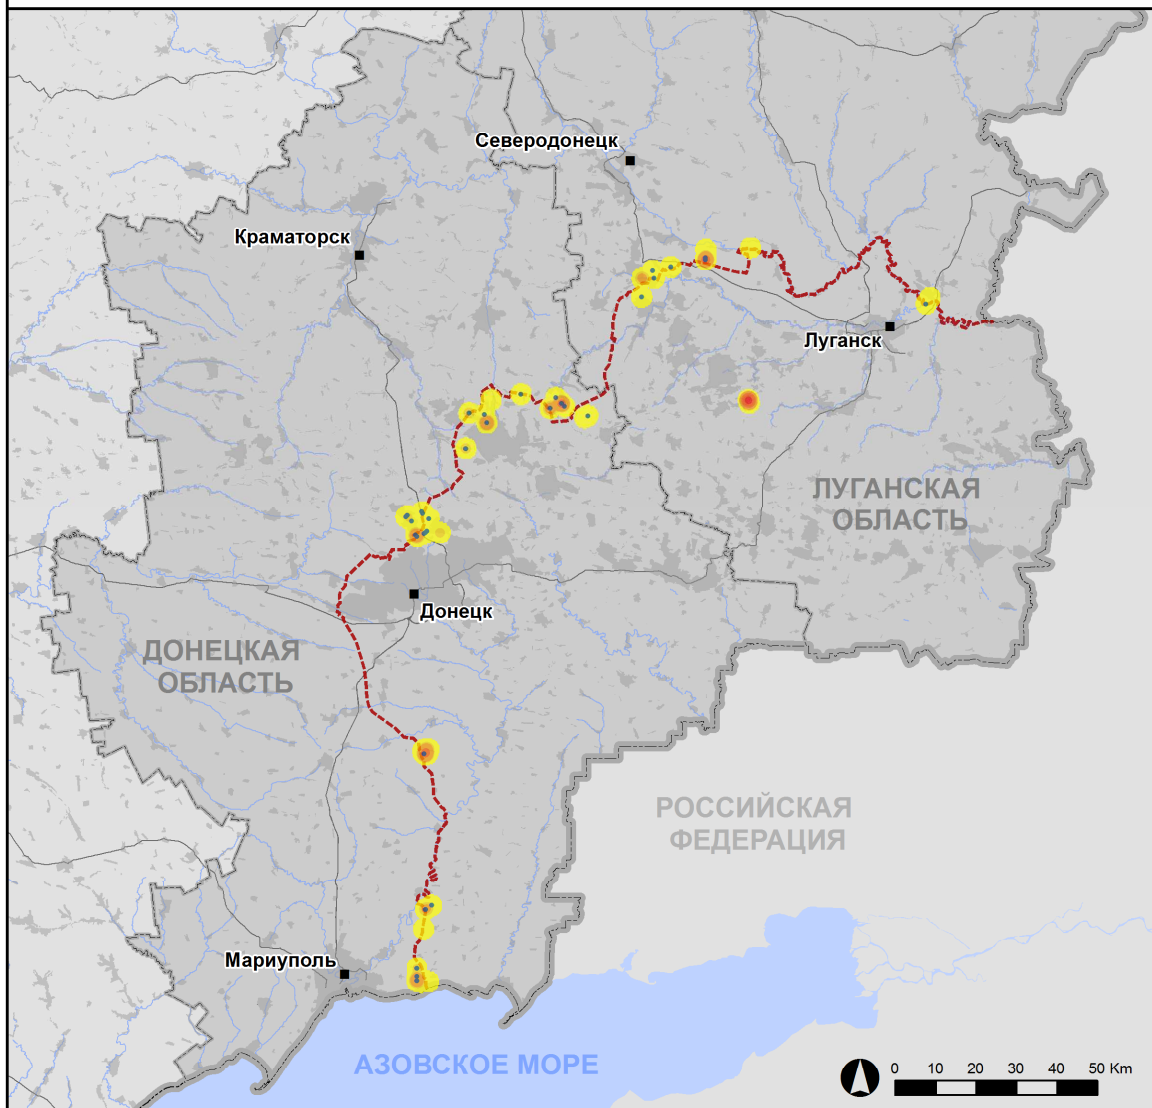 Северодонецк
Краматорск
Луганск
ЛУГАНСКАЯ
ОБЛАСТЬ
Донецк
ДОНЕЦКАЯ
ОБЛАСТЬ
РОССИЙСКАЯ
ФЕДЕРАЦИЯ
Мариуполь
АЗОВСКОЕ МОРЕ
0 10 20 30 40 50 Km